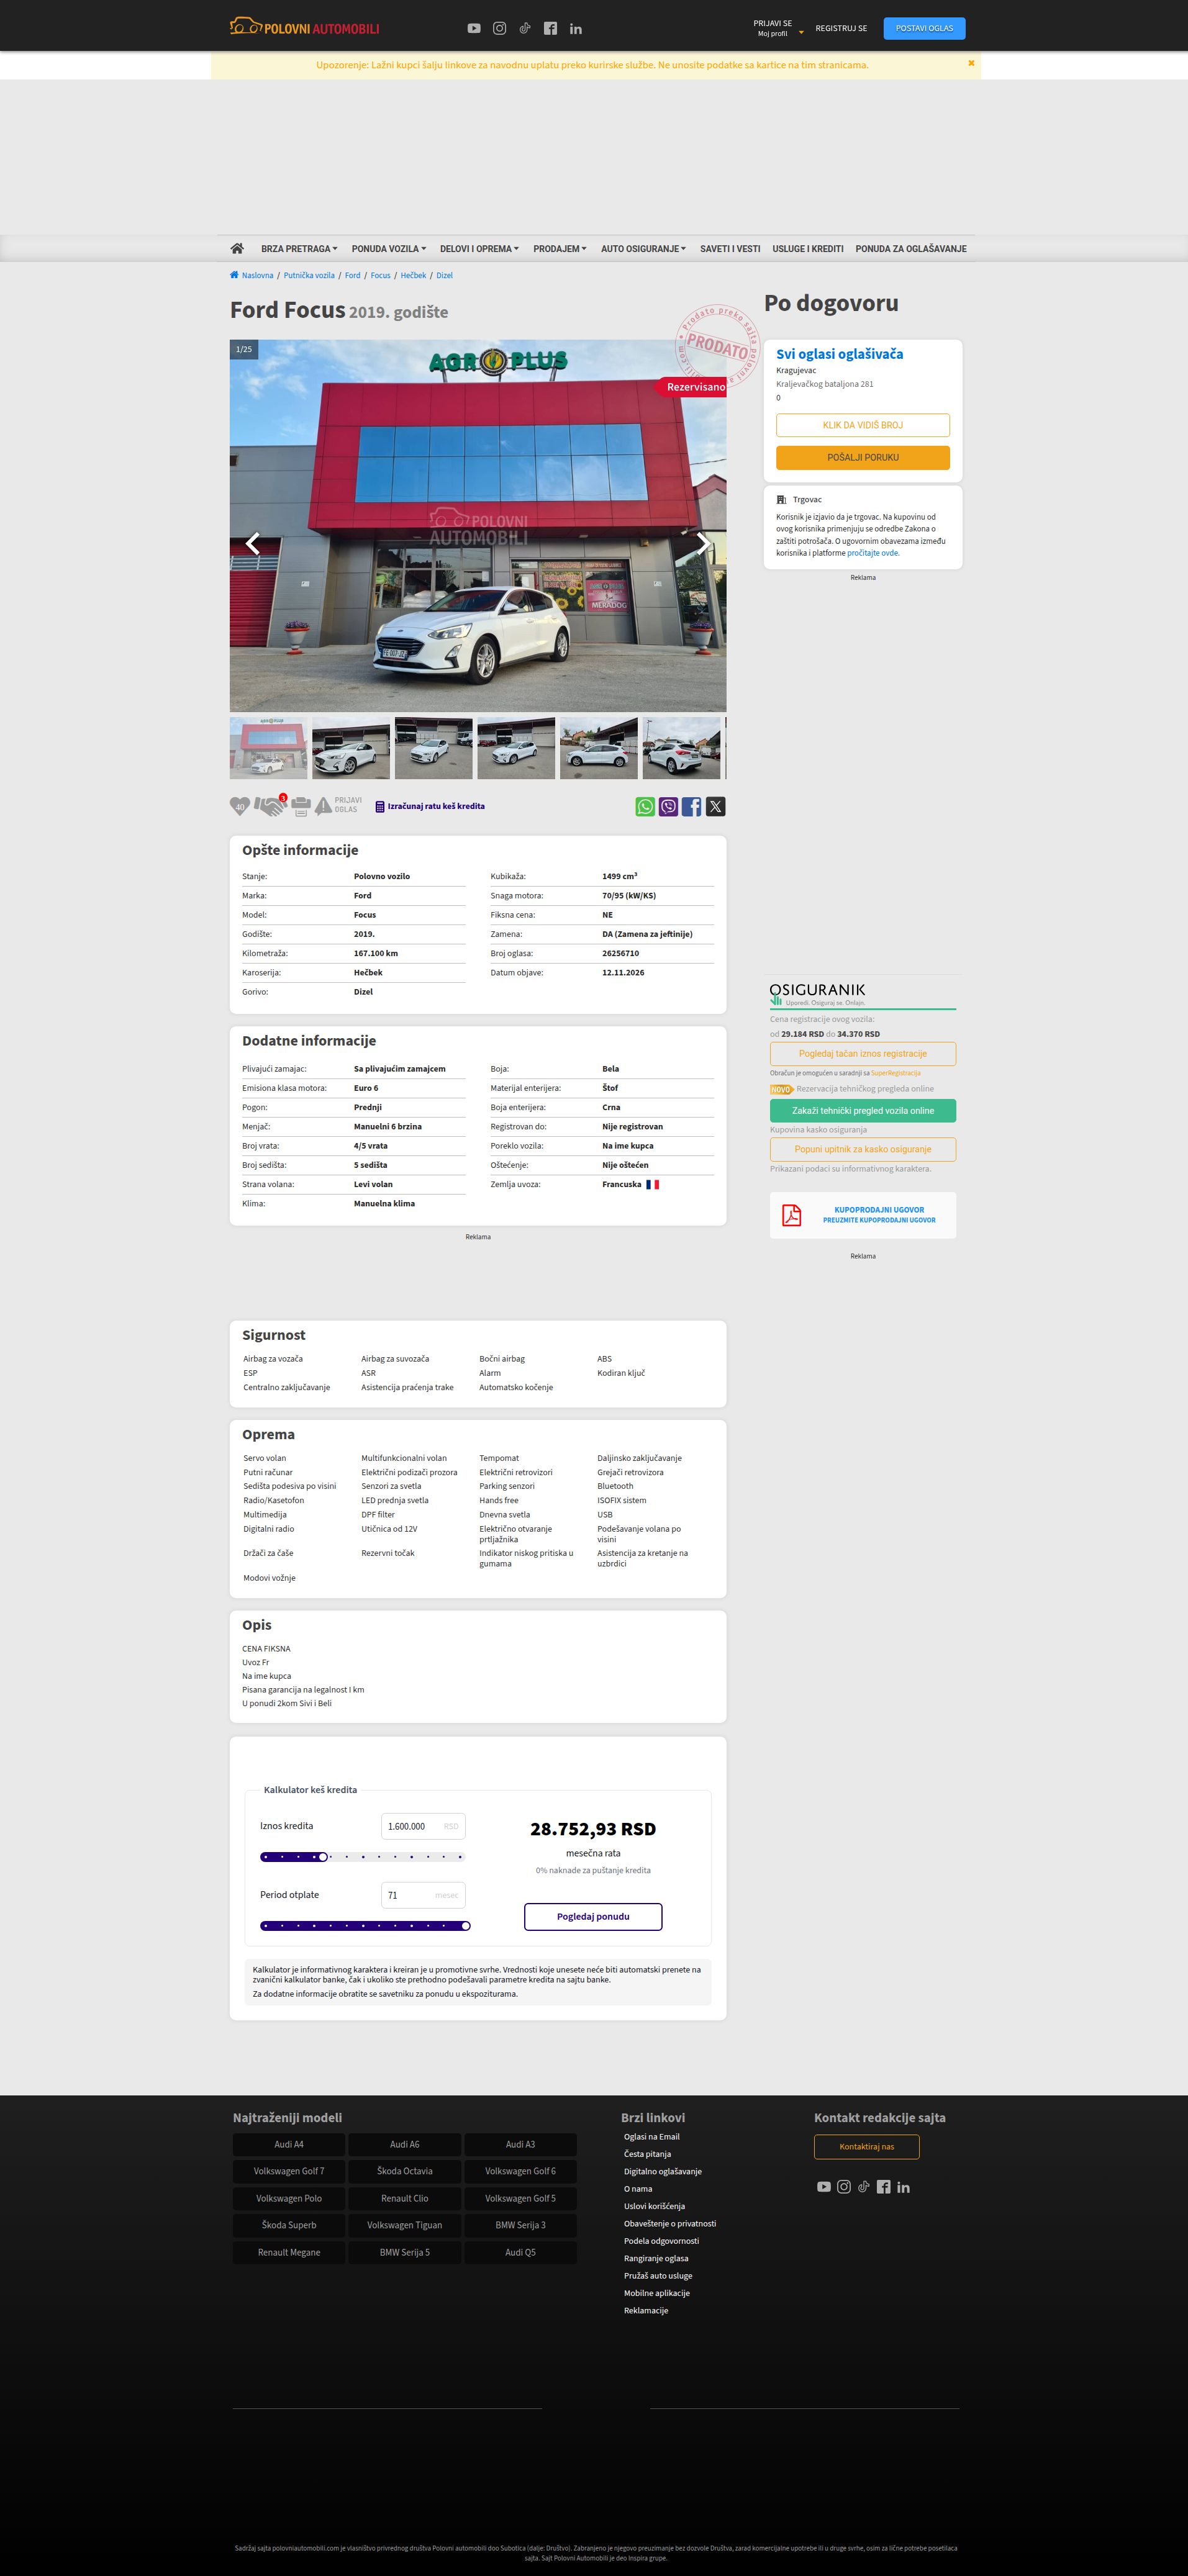 POLOVNI AUTOMOBILI
PRIJAVI SE
Moj profil
REGISTRUJ SE
POSTAVI OGLAS
Upozorenje: Lažni kupci šalju linkove za navodnu uplatu preko kurirske službe. Ne unosite podatke sa kartice na tim stranicama.
BRZA PRETRAGA PONUDA VOZILA DELOVI I OPREMA PRODAJEM AUTO OSIGURANJE SAVETI I VESTI USLUGE I KREDITI PONUDA ZA OGLAŠAVANJE
Naslovna / Putnička vozila / Ford / Focus / Hečbek / Dizel
Ford Focus 2019. godište
Po dogovoru
Prodato preko sajta
PRODATO
1/25
AGR PLUS
Rezervisano
POLOVNI
AUTOMOBILI
MERADOG
Svi oglasi oglašivača
Kragujevac
Kraljevačkog bataljona 281
0
KLIK DA VIDIŠ BROJ
POŠALJI PORUKU
Trgovac
Korisnik je izjavio da je trgovac. Na kupovinu od
ovog korisnika primenjuju se odredbe Zakona o
zaštiti potrošača. O ugovornim obavezama između
korisnika i platforme pročitajte ovde.
Reklama
40
3
PRIJAVI
OGLAS
Izračunaj ratu keš kredita
Opšte informacije
Stanje: Polovno vozilo
Marka: Ford
Model: Focus
Godište: 2019.
Kilometraža: 167.100 km
Karoserija: Hečbek
Gorivo: Dizel
Kubikaža: 1499 cm³
Snaga motora: 70/95 (kW/KS)
Fiksna cena: NE
Zamena: DA (Zamena za jeftinije)
Broj oglasa: 26256710
Datum objave: 12.11.2026
Dodatne informacije
Plivajući zamajac: Sa plivajućim zamajcem
Emisiona klasa motora: Euro 6
Pogon: Prednji
Menjač: Manuelni 6 brzina
Broj vrata: 4/5 vrata
Broj sedišta: 5 sedišta
Strana volana: Levi volan
Klima: Manuelna klima
Boja: Bela
Materijal enterijera: Štof
Boja enterijera: Crna
Registrovan do: Nije registrovan
Poreklo vozila: Na ime kupca
Oštećenje: Nije oštećen
Zemlja uvoza: Francuska
Reklama
OSIGURANIK
Uporedi. Osiguraj se. Onlajn.
Cena registracije ovog vozila:
od 29.184 RSD do 34.370 RSD
Pogledaj tačan iznos registracije
Obračun je omogućen u saradnji sa SuperRegistracija
NOVO Rezervacija tehničkog pregleda online
Zakaži tehnički pregled vozila online
Kupovina kasko osiguranja
Popuni upitnik za kasko osiguranje
Prikazani podaci su informativnog karaktera.
KUPOPRODAJNI UGOVOR
PREUZMITE KUPOPRODAJNI UGOVOR
Reklama
Sigurnost
Airbag za vozača Airbag za suvozača Bočni airbag ABS
ESP ASR Alarm Kodiran ključ
Centralno zaključavanje Asistencija praćenja trake Automatsko kočenje
Oprema
Servo volan Multifunkcionalni volan Tempomat Daljinsko zaključavanje
Putni računar Električni podizači prozora Električni retrovizori Grejači retrovizora
Sedišta podesiva po visini Senzori za svetla Parking senzori Bluetooth
Radio/Kasetofon LED prednja svetla Hands free ISOFIX sistem
Multimedija DPF filter Dnevna svetla USB
Digitalni radio Utičnica od 12V Električno otvaranje prtljažnika Podešavanje volana po visini
Držači za čaše Rezervni točak Indikator niskog pritiska u gumama Asistencija za kretanje na uzbrdici
Modovi vožnje
Opis
CENA FIKSNA
Uvoz Fr
Na ime kupca
Pisana garancija na legalnost I km
U ponudi 2kom Sivi i Beli
Kalkulator keš kredita
Iznos kredita 1.600.000 RSD
Period otplate 71 mesec
28.752,93 RSD
mesečna rata
0% naknade za puštanje kredita
Pogledaj ponudu
Kalkulator je informativnog karaktera i kreiran je u promotivne svrhe. Vrednosti koje unesete neće biti automatski prenete na
zvanični kalkulator banke, čak i ukoliko ste prethodno podešavali parametre kredita na sajtu banke.
Za dodatne informacije obratite se savetniku za ponudu u ekspoziturama.
Najtraženiji modeli
Audi A4 Audi A6 Audi A3
Volkswagen Golf 7 Škoda Octavia Volkswagen Golf 6
Volkswagen Polo Renault Clio Volkswagen Golf 5
Škoda Superb Volkswagen Tiguan BMW Serija 3
Renault Megane BMW Serija 5 Audi Q5
Brzi linkovi
Oglasi na Email
Česta pitanja
Digitalno oglašavanje
O nama
Uslovi korišćenja
Obaveštenje o privatnosti
Podela odgovornosti
Rangiranje oglasa
Pružaš auto usluge
Mobilne aplikacije
Reklamacije
Kontakt redakcije sajta
Kontaktiraj nas
Sadržaj sajta polovniautomobili.com je vlasništvo privrednog društva Polovni automobili doo Subotica (dalje: Društvo). Zabranjeno je njegovo preuzimanje bez dozvole Društva, zarad komercijalne upotrebe ili u druge svrhe, osim za lične potrebe posetilaca
sajta. Sajt Polovni Automobili je deo Inspira grupe.